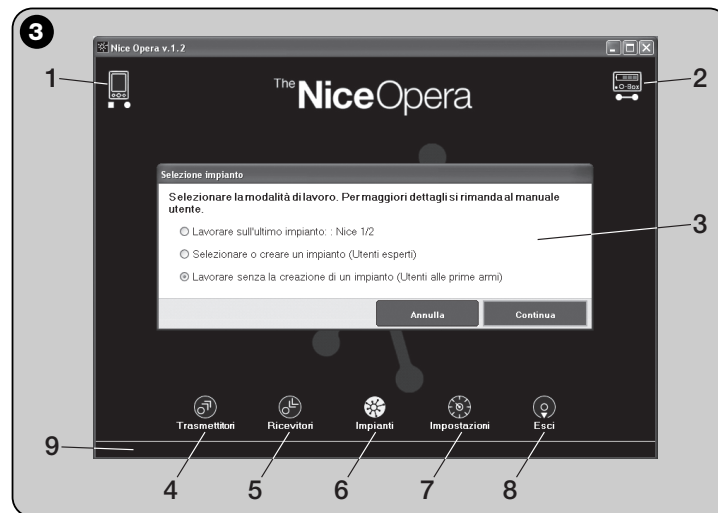 3
Nice Opera v.1.2
1
2
O-Box
The NiceOpera
Selezione impianto
Selezionare la modalità di lavoro. Per maggiori dettagli si rimanda al manuale
utente.
Lavorare sull'ultimo impianto: : Nice 1/2
3
Selezionare o creare un impianto (Utenti esperti)
Lavorare senza la creazione di un impianto (Utenti alle prime armi)
Annulla
Continua
Trasmettitori
Ricevitori
Impianti
Impostazioni
Esci
9
4
5
6
7
8